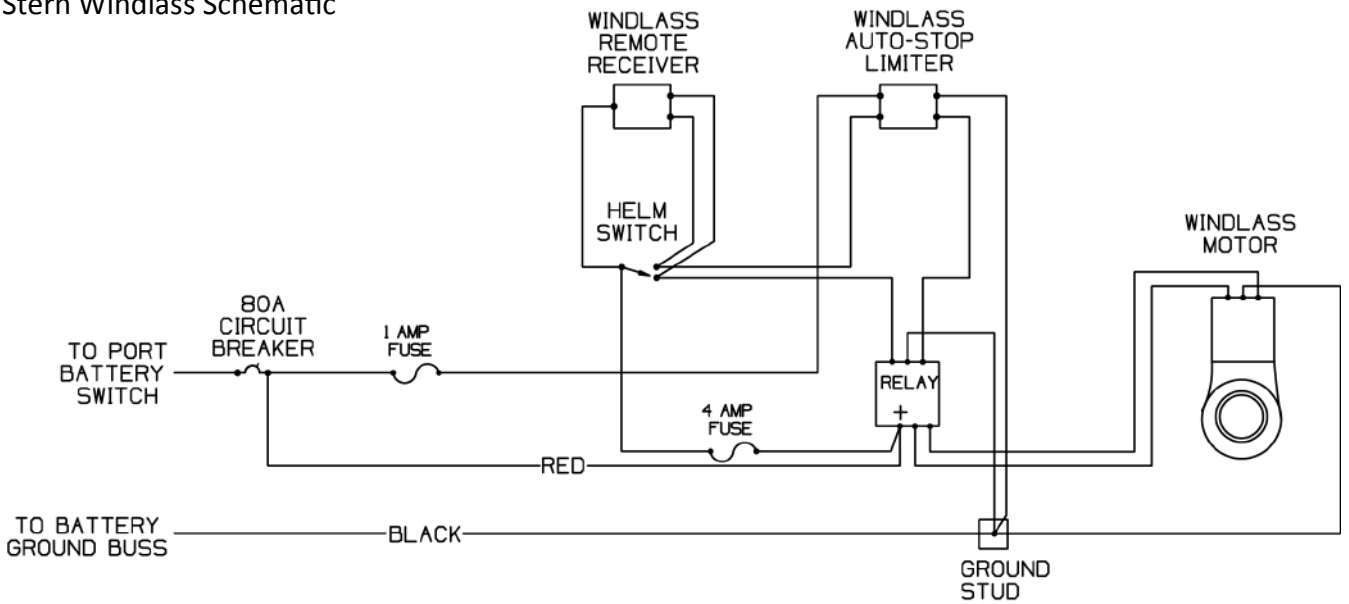 Stern Windlass Schematic
WINDLASS
REMOTE
RECEIVER
WINDLASS
AUTO-STOP
LIMITER
HELM
SWITCH
WINDLASS
MOTOR
80A
CIRCUIT
BREAKER
1 AMP
FUSE
TO PORT
BATTERY
SWITCH
RELAY
+
4 AMP
FUSE
RED
TO BATTERY
GROUND BUSS
BLACK
GROUND
STUD